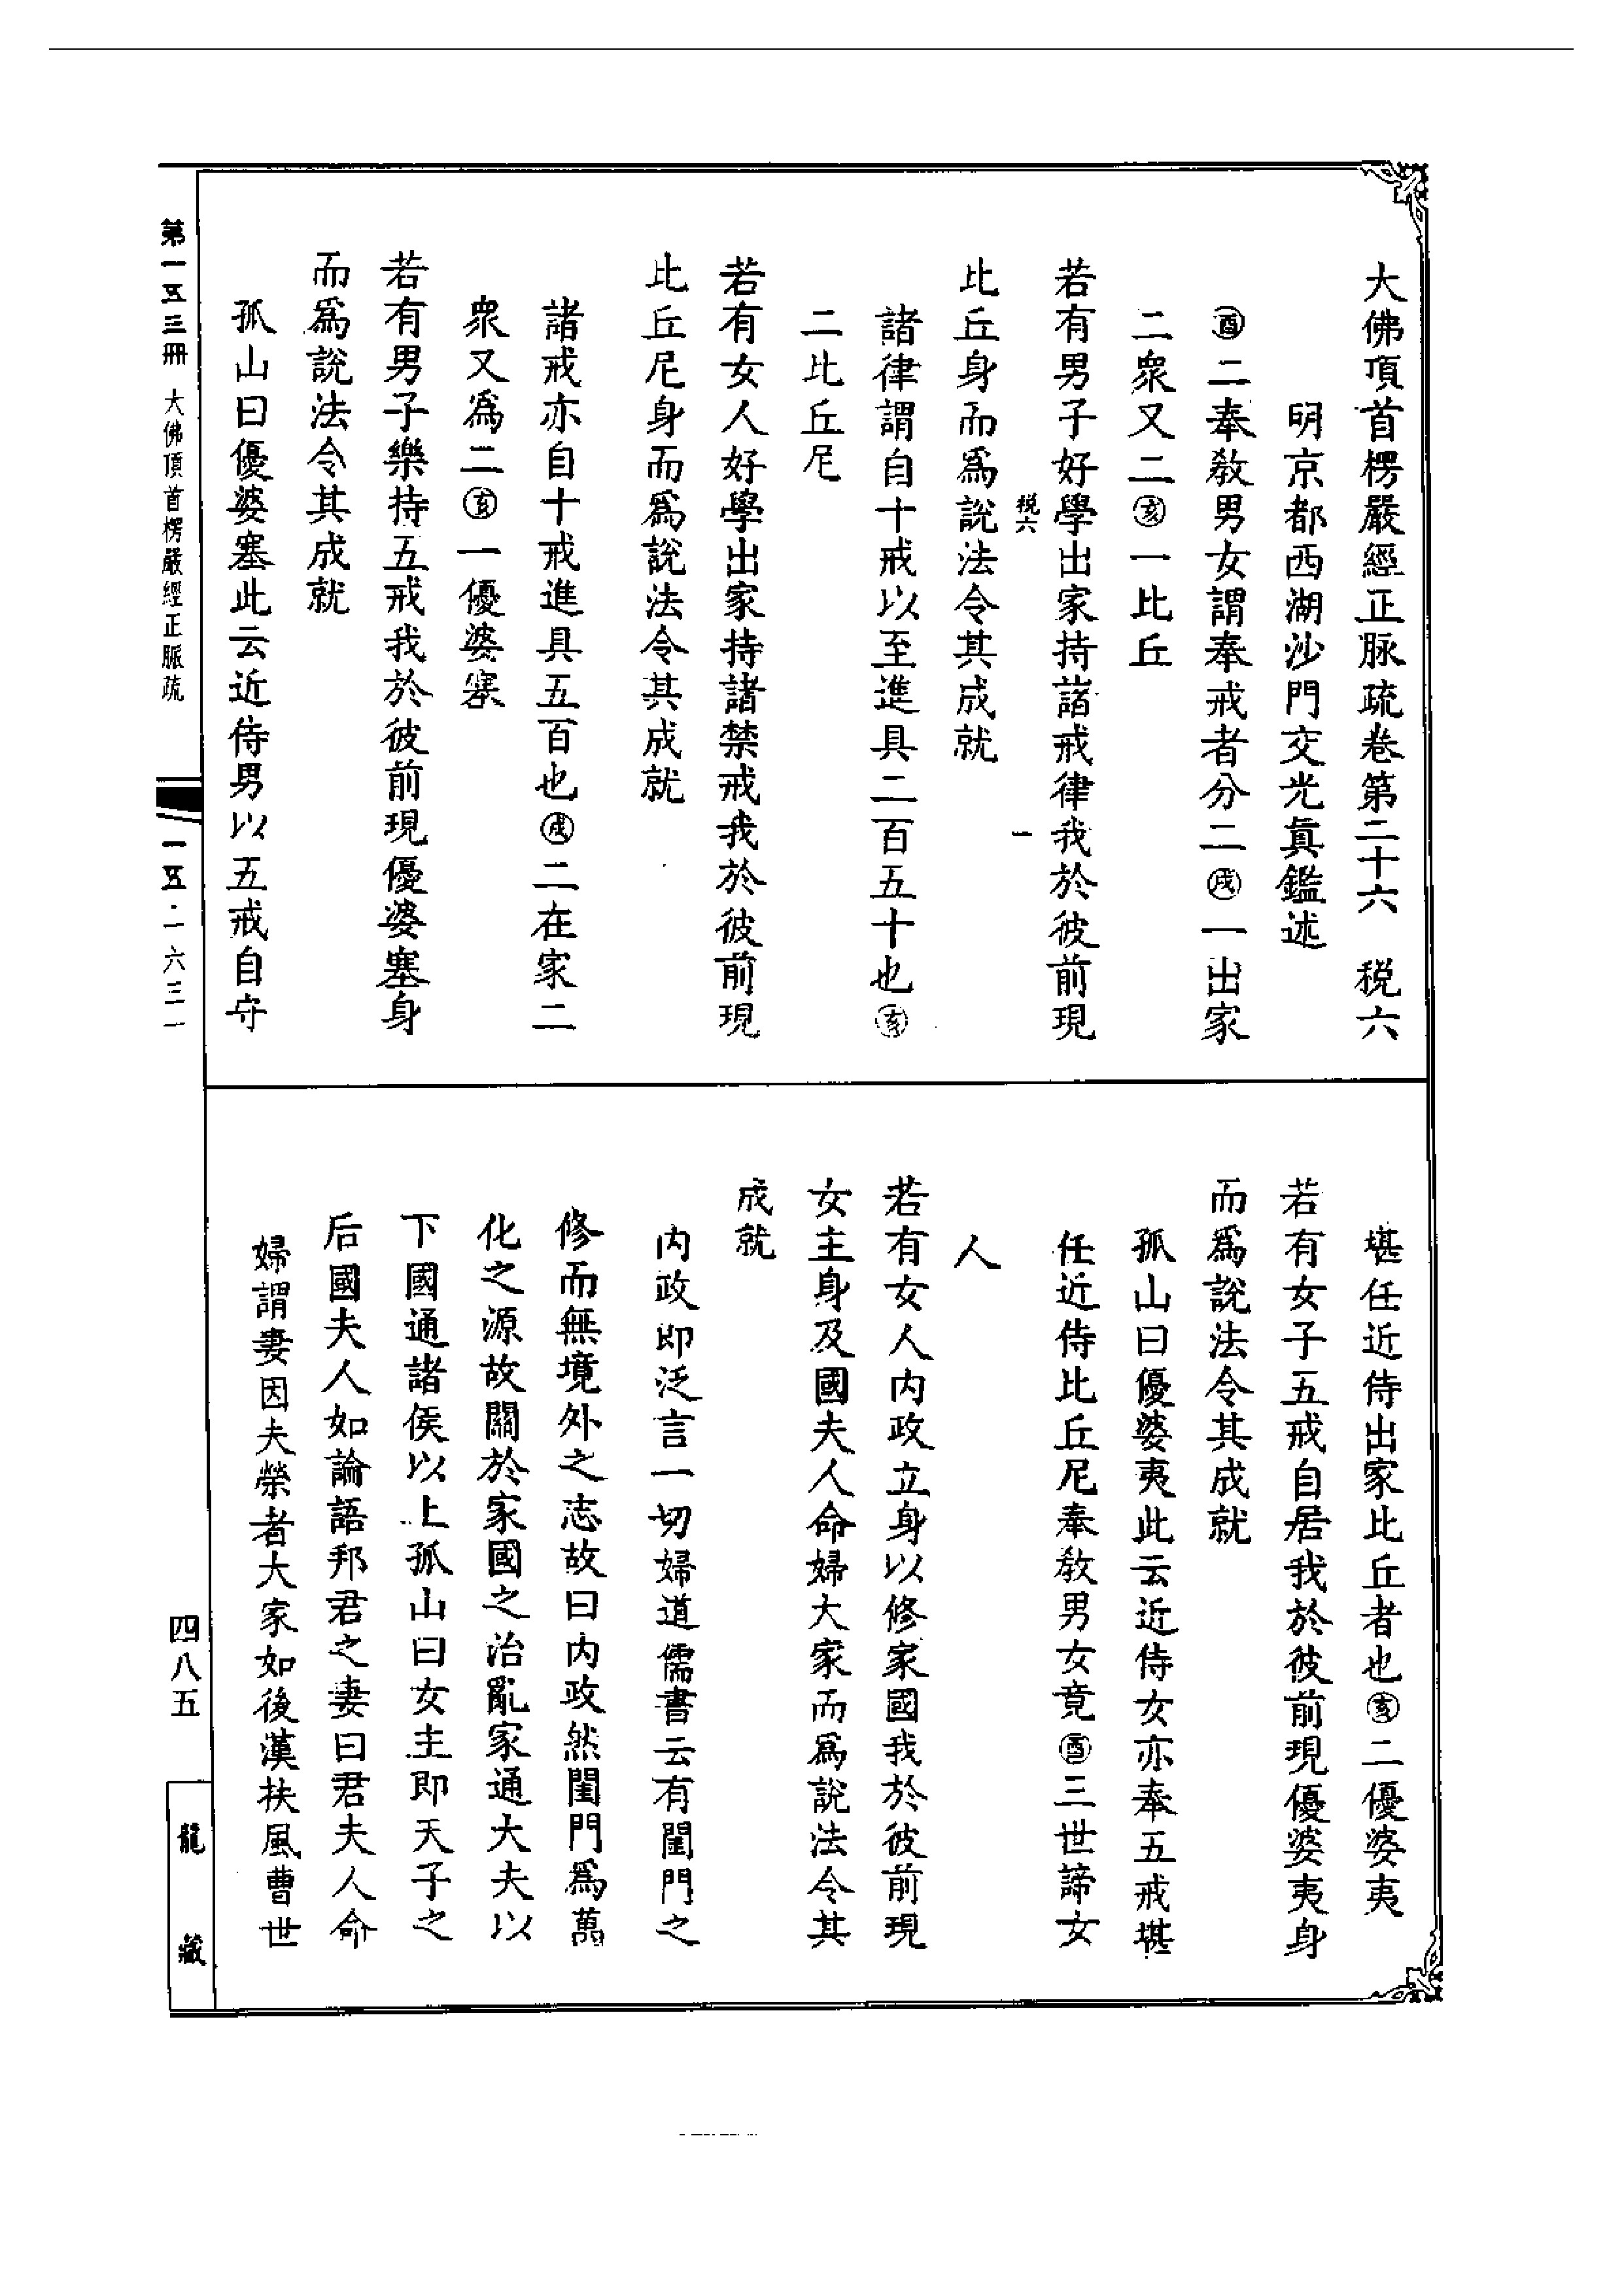 大佛頂首楞嚴經正脉疏卷第二十六　税六
明京都西湖沙門交光眞鑑述
㊒二奉敎男女謂奉戒者分二㊏一出家
二衆又二㊍一比丘
若有男子好學出家持諸戒律我於彼前現
税六　一
比丘身而爲說法令其成就
諸律謂自十戒以至進具二百五十也
二比丘尼
若有女人好學出家持諸禁戒我於彼前現
比丘尼身而爲說法令其成就
諸戒亦自十戒進具五百也戌二在家二
衆又爲二亥一優婆塞
若有男子樂持五戒我於彼前現優婆塞身
而爲說法令其成就
孤山曰優婆塞此云近侍男以五戒自守
堪任近侍出家比丘者也亥二優婆夷
若有女子五戒自居我於彼前現優婆夷身
而爲說法令其成就
孤山曰優婆夷此云近侍女亦奉五戒堪
任近侍比丘尼奉敎男女竟酉三世諦女
人
若有女人内政立身以修家國我於彼前現
女主身及國夫人命婦大家而爲說法令其
成就
内政即泛言一切婦道儒書云有閨門之
修而無境外之志故曰内政然閨門爲萬
化之源故關於家國之治亂家通大夫以
下國通諸侯以上孤山曰女主即天子之
后國夫人如論語邦君之妻曰君夫人命
婦謂妻因夫榮者大家如後漢扶風曹世
第一五三冊　大佛頂首楞嚴經正脈疏
一五·一六三一
四八五
龍藏